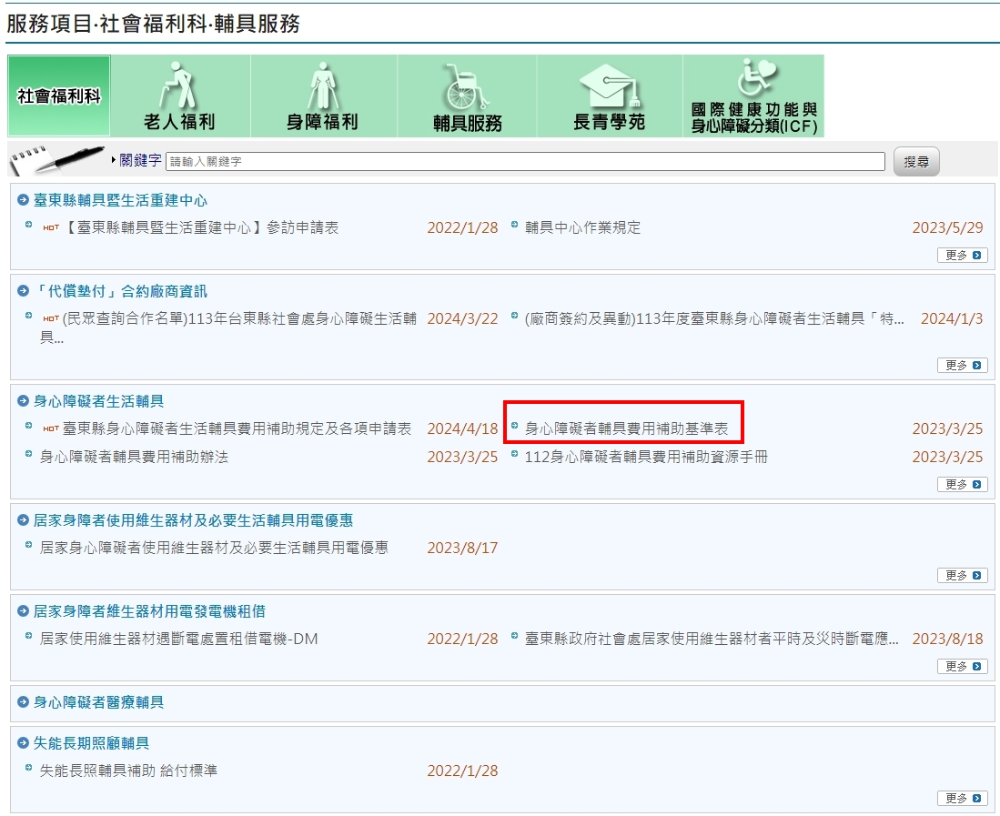 服務項目‧社會福利科‧輔具服務
社會福利科
老人福利
身障福利
輔具服務
長青學苑
國際健康功能與
身心障礙分類(ICF)
關鍵字 請輸入關鍵字 搜尋
臺東縣輔具暨生活重建中心
HOT 【臺東縣輔具暨生活重建中心】參訪申請表 2022/1/28 輔具中心作業規定 2023/5/29
更多
「代償墊付」合約廠商資訊
HOT (民眾查詢合作名單)113年台東縣社會處身心障礙生活輔 2024/3/22 (廠商簽約及異動)113年度臺東縣身心障礙者生活輔具「特... 2024/1/3
具...
更多
身心障礙者生活輔具
HOT 臺東縣身心障礙者生活輔具費用補助規定及各項申請表 2024/4/18 身心障礙者輔具費用補助基準表 2023/3/25
身心障礙者輔具費用補助辦法 2023/3/25 112身心障礙者輔具費用補助資源手冊 2023/3/25
更多
居家身障者使用維生器材及必要生活輔具用電優惠
居家身心障礙者使用維生器材及必要生活輔具用電優惠 2023/8/17
更多
居家身障者維生器材用電發電機租借
居家使用維生器材遇斷電處置租借電機-DM 2022/1/28 臺東縣政府社會處居家使用維生器材者平時及災時斷電應... 2023/8/18
更多
身心障礙者醫療輔具
失能長期照顧輔具
失能長照輔具補助 給付標準 2022/1/28
更多